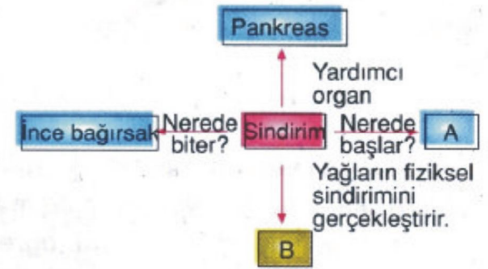 Pankreas
Yardımcı
organ
İnce bağırsak
Nerede
biter?
Sindirim
Nerede
başlar?
A
Yağların fiziksel
sindirimini
gerçekleştirir.
B